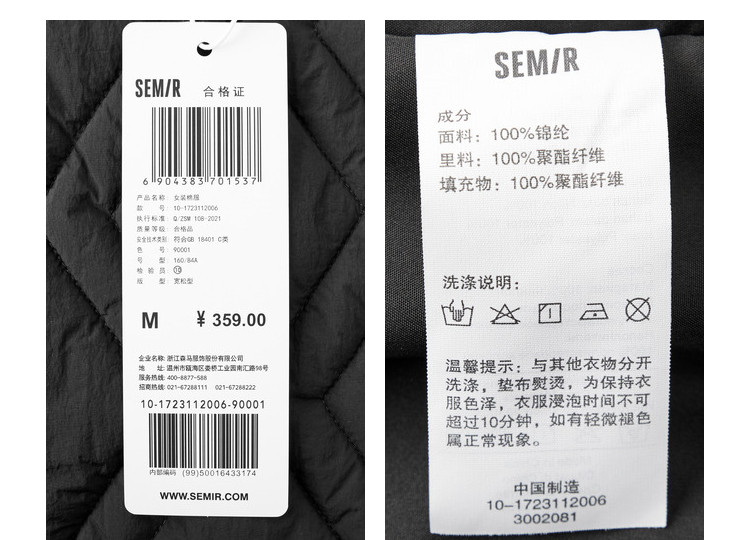 SEMIR 合格证
6 904383 701537
产品名称: 女装棉服
款 号: 10-1723112006
执行标准: Q/ZSM 108-2021
质量等级: 合格品
安全技术类别: 符合GB 18401 C类
色 号: 90001
号 型: 160/84A
检验员: 10
版 型: 宽松型
M ¥ 359.00
企业名称: 浙江森马服饰股份有限公司
地 址: 温州市瓯海区娄桥工业园南汇路98号
服务热线: 400-8877-588
招商热线: 021-67288111 021-67288222
10-1723112006-90001
内部编码 (99)50016433174
WWW.SEMIR.COM
SEMIR
成分
面料: 100%锦纶
里料: 100%聚酯纤维
填充物: 100%聚酯纤维
洗涤说明:
温馨提示: 与其他衣物分开
洗涤, 垫布熨烫, 为保持衣
服色泽, 衣服浸泡时间不可
超过10分钟, 如有轻微褪色
属正常现象。
中国制造
10-1723112006
3002081